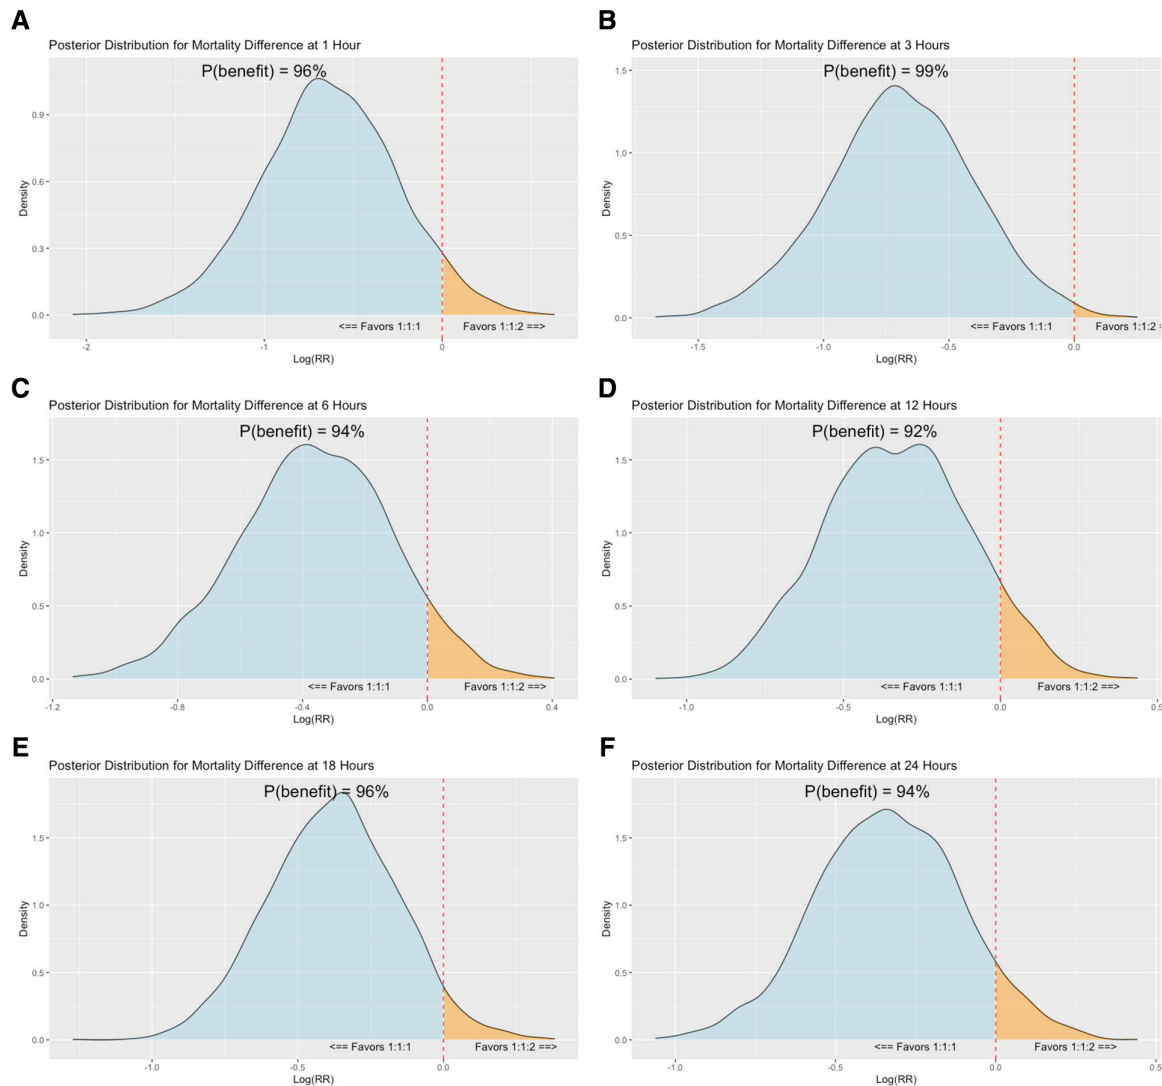 A
Posterior Distribution for Mortality Difference at 1 Hour
P(benefit) = 96%
0.9
0.6
0.3
0.0
Density
<== Favors 1:1:1
Favors 1:1:2 ==>
-2
-1
0
Log(RR)
B
Posterior Distribution for Mortality Difference at 3 Hours
P(benefit) = 99%
1.5
1.0
0.5
0.0
Density
<== Favors 1:1:1
Favors 1:1:2 =
-1.5
-1.0
-0.5
0.0
Log(RR)
C
Posterior Distribution for Mortality Difference at 6 Hours
P(benefit) = 94%
1.5
1.0
0.5
0.0
Density
<== Favors 1:1:1
Favors 1:1:2 ==>
-1.2
-0.8
-0.4
0.0
0.4
Log(RR)
D
Posterior Distribution for Mortality Difference at 12 Hours
P(benefit) = 92%
1.5
1.0
0.5
0.0
Density
<== Favors 1:1:1
Favors 1:1:2 ==>
-1.0
-0.5
0.0
0.5
Log(RR)
E
Posterior Distribution for Mortality Difference at 18 Hours
P(benefit) = 96%
1.5
1.0
0.5
0.0
Density
<== Favors 1:1:1
Favors 1:1:2 ==>
-1.0
-0.5
0.0
Log(RR)
F
Posterior Distribution for Mortality Difference at 24 Hours
P(benefit) = 94%
1.5
1.0
0.5
0.0
Density
<== Favors 1:1:1
Favors 1:1:2 ==>
-1.0
-0.5
0.0
0.5
Log(RR)